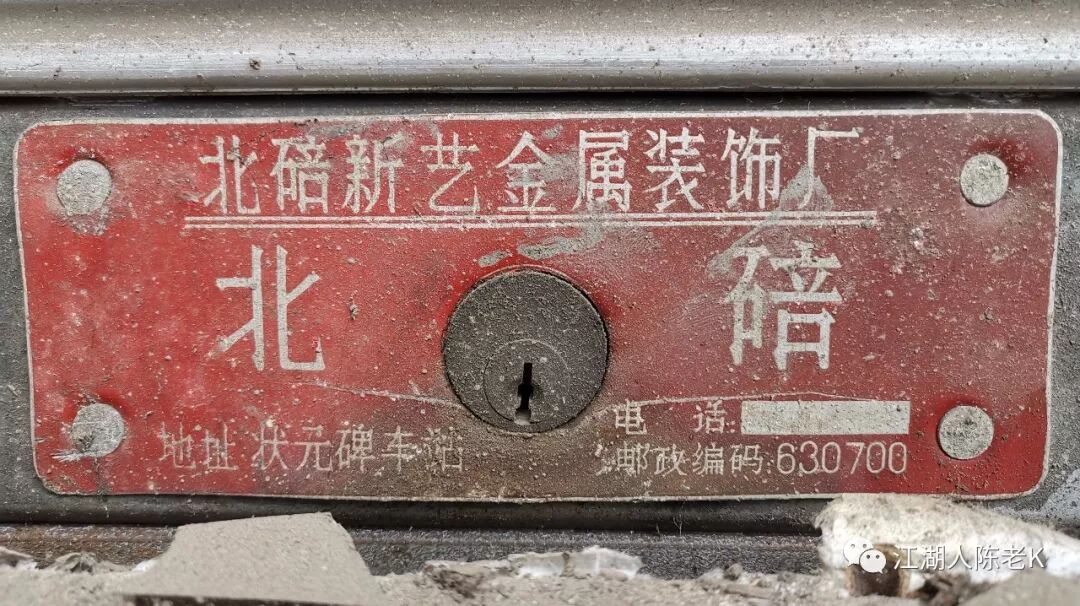 北碚新艺金属装饰厂
北碚
电话:
地址 状元碑车站
邮政编码:630700
江湖人陈老K